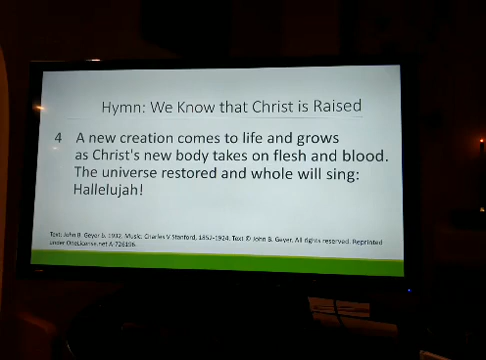 Hymn: We Know that Christ is Raised
4 A new creation comes to life and grows
as Christ's new body takes on flesh and blood.
The universe restored and whole will sing:
Hallelujah!
Text: John B. Geyer b. 1932. Music: Charles V Stanford, 1852-1924. Text © John B. Geyer. All rights reserved. Reprinted
under OneLicense.net A-726196.